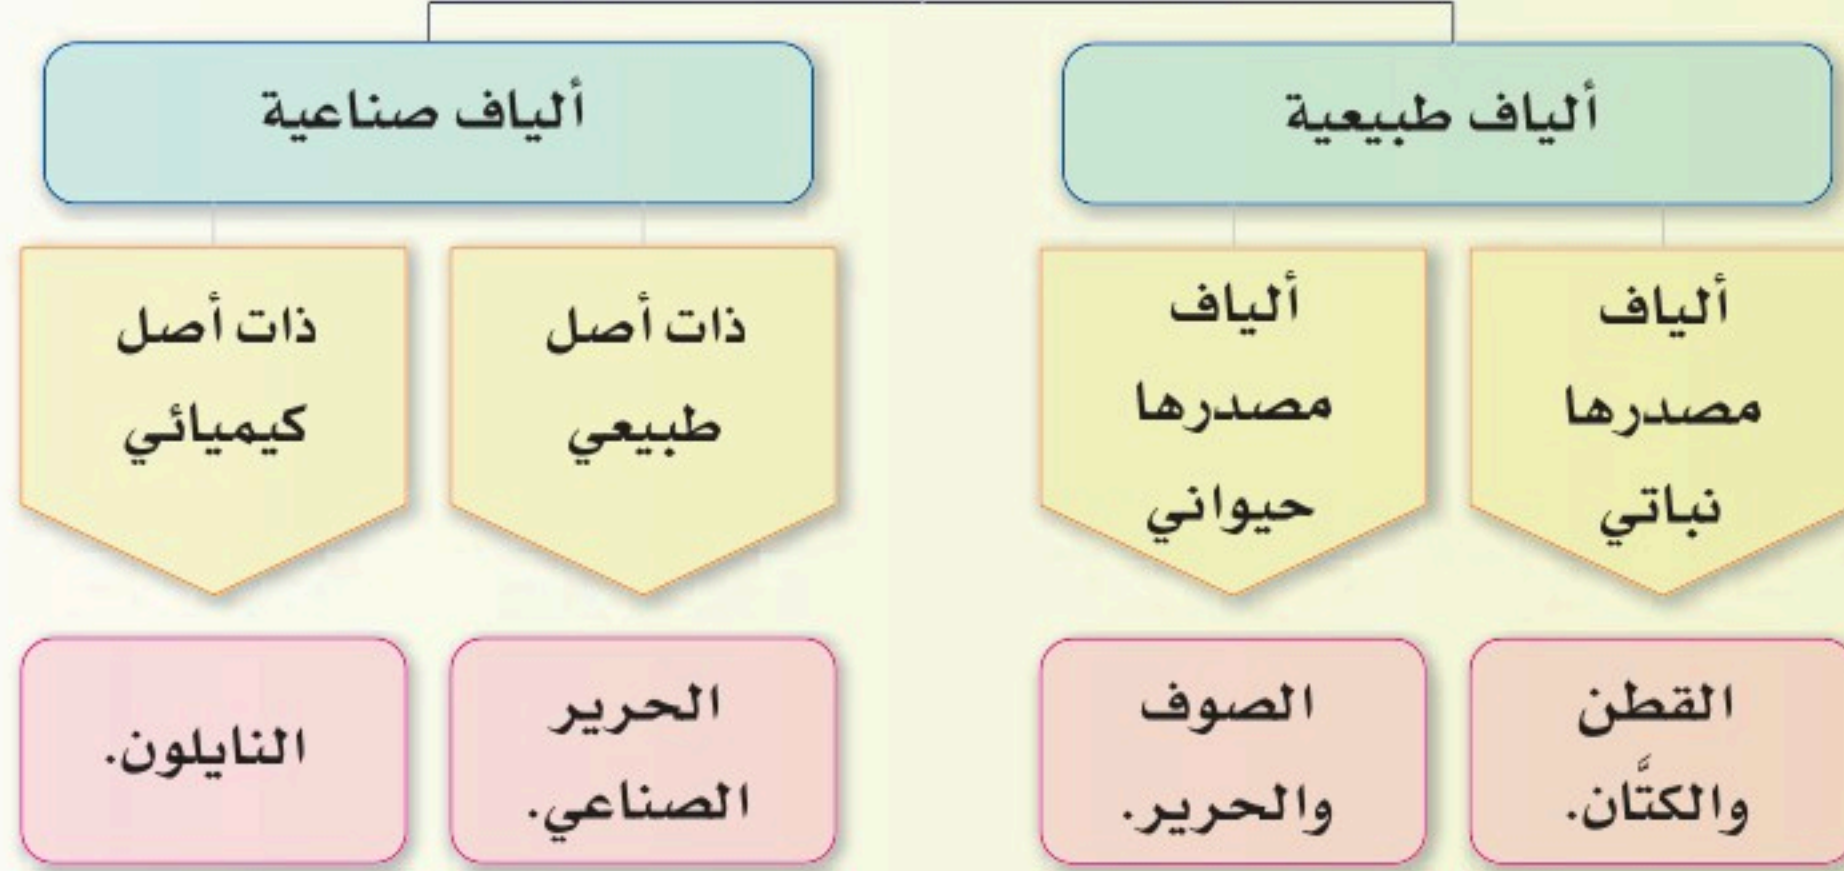 ألياف طبيعية
ألياف
مصدرها
نباتي
القطن
والكتَّان.
ألياف
مصدرها
حيواني
الصوف
والحرير.
ألياف صناعية
ذات أصل
طبيعي
الحرير
الصناعي.
ذات أصل
كيميائي
النايلون.